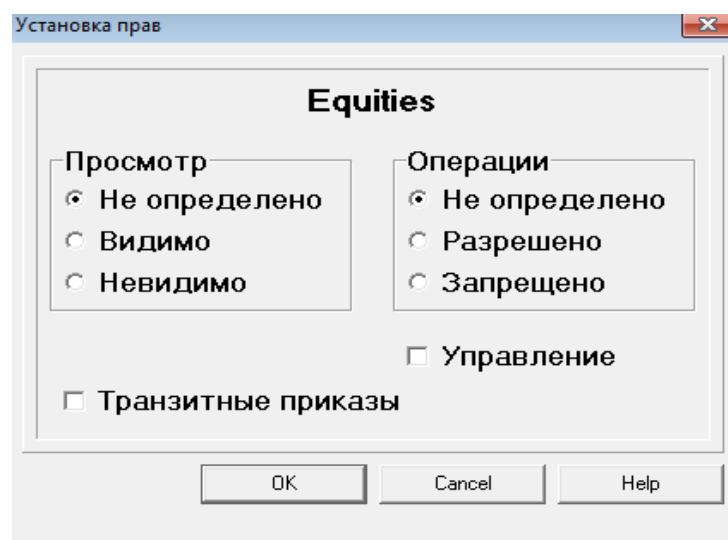 Установка прав
Equities
Просмотр
Не определено
Видимо
Невидимо
Операции
Не определено
Разрешено
Запрещено
Управление
Транзитные приказы
OK
Cancel
Help